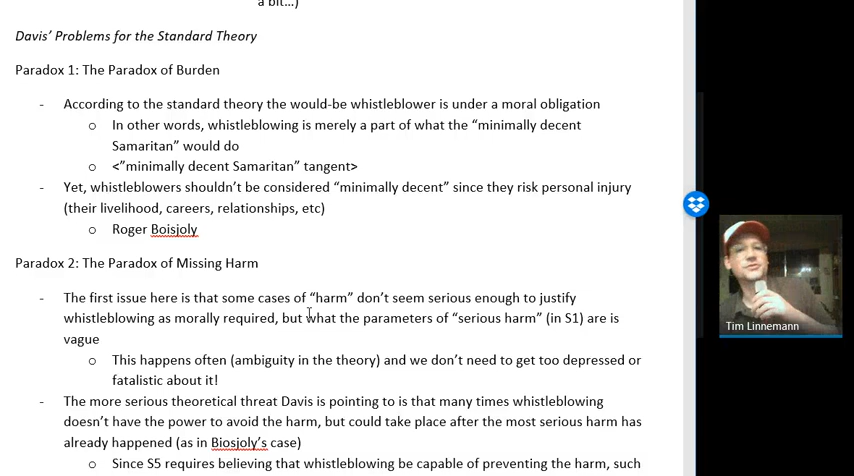 a bit…)
Davis’ Problems for the Standard Theory
Paradox 1: The Paradox of Burden
- According to the standard theory the would-be whistleblower is under a moral obligation
o In other words, whistleblowing is merely a part of what the “minimally decent
Samaritan” would do
o <”minimally decent Samaritan” tangent>
- Yet, whistleblowers shouldn’t be considered “minimally decent” since they risk personal injury
(their livelihood, careers, relationships, etc)
o Roger Boisjoly
Paradox 2: The Paradox of Missing Harm
- The first issue here is that some cases of “harm” don’t seem serious enough to justify
whistleblowing as morally required, but what the parameters of “serious harm” (in S1) are is
vague
o This happens often (ambiguity in the theory) and we don’t need to get too depressed or
fatalistic about it!
- The more serious theoretical threat Davis is pointing to is that many times whistleblowing
doesn’t have the power to avoid the harm, but could take place after the most serious harm has
already happened (as in Biosjoly’s case)
o Since S5 requires believing that whistleblowing be capable of preventing the harm, such
Tim Linnemann